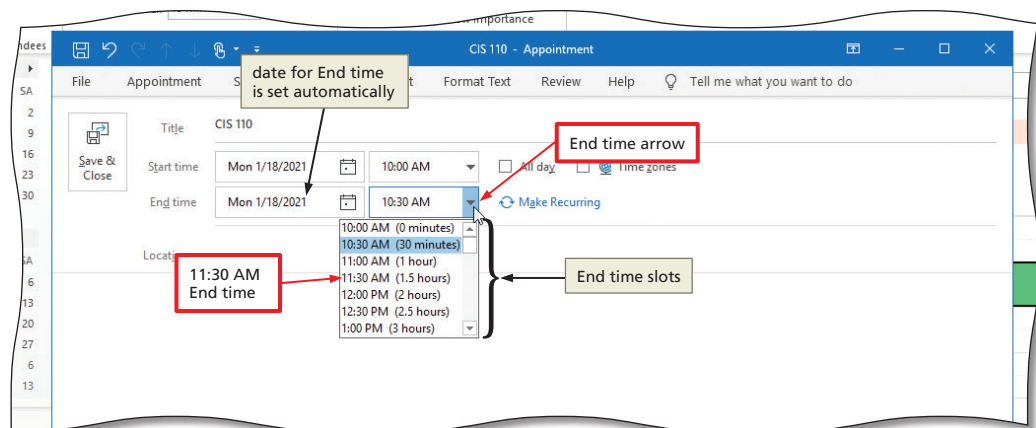 w importance
CIS 110 - Appointment
ndees
File Appointment S t Format Text Review Help Tell me what you want to do
date for End time
is set automatically
SA
2
9
16
23
30
SA
6
13
20
27
6
13
Save &
Close
Title CIS 110
End time arrow
Start time Mon 1/18/2021 10:00 AM All day Time zones
End time Mon 1/18/2021 10:30 AM Make Recurring
Locati
10:00 AM (0 minutes)
10:30 AM (30 minutes)
11:00 AM (1 hour)
11:30 AM (1.5 hours)
12:00 PM (2 hours)
12:30 PM (2.5 hours)
1:00 PM (3 hours)
11:30 AM
End time
End time slots